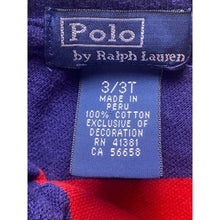 Polo
by Ralph Lauren
3/3T
MADE IN
PERU
100% COTTON
EXCLUSIVE OF
DECORATION
RN 41381
CA 56658